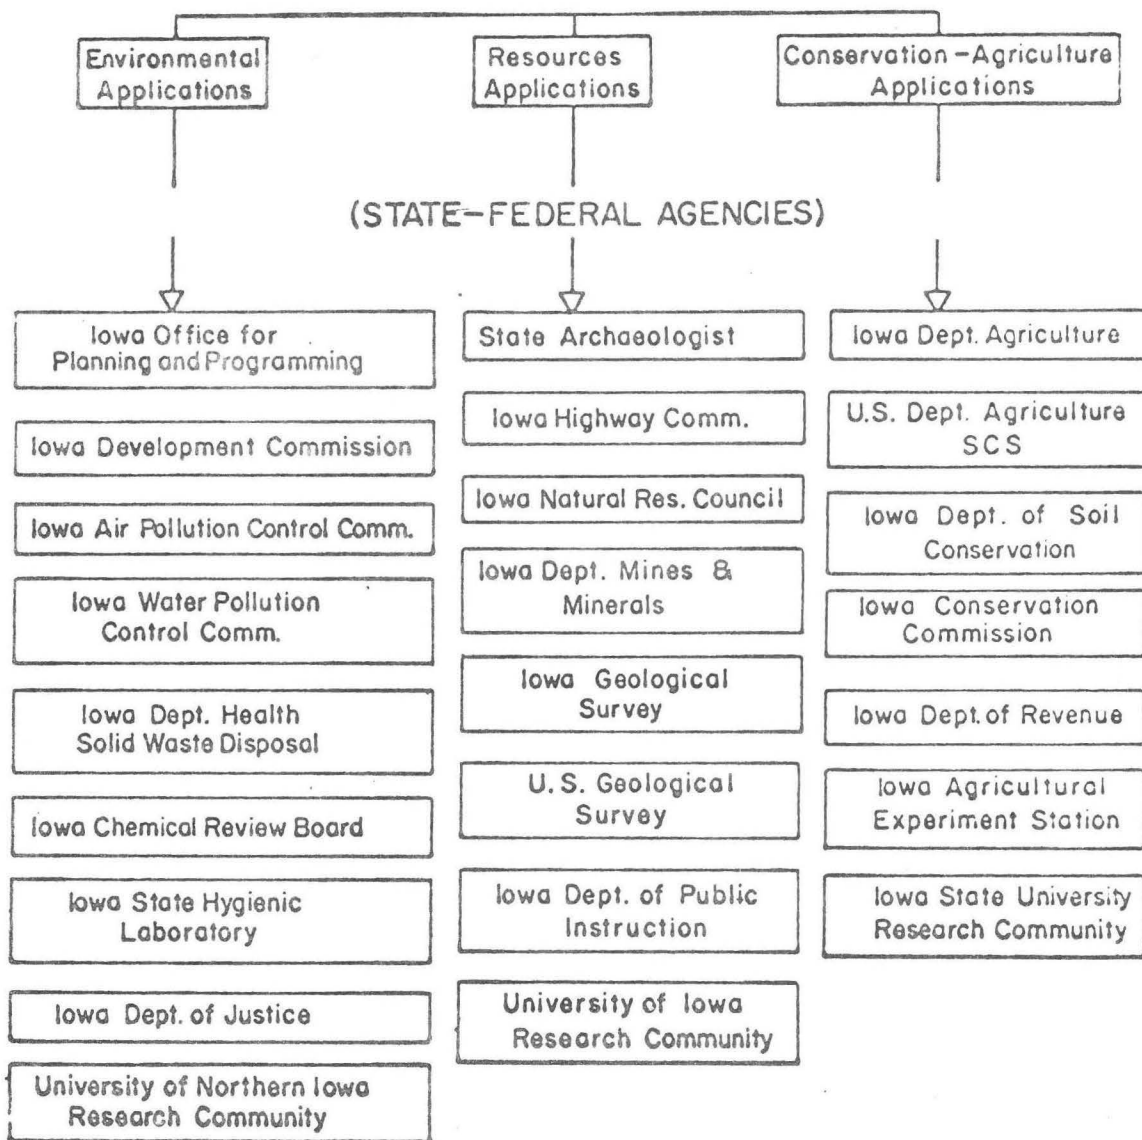 Environmental
Applications
Resources
Applications
Conservation-Agriculture
Applications
(STATE-FEDERAL AGENCIES)
Iowa Office for
Planning and Programming
Iowa Development Commission
Iowa Air Pollution Control Comm.
Iowa Water Pollution
Control Comm.
Iowa Dept. Health
Solid Waste Disposal
Iowa Chemical Review Board
Iowa State Hygienic
Laboratory
Iowa Dept. of Justice
University of Northern Iowa
Research Community
State Archaeologist
Iowa Highway Comm.
Iowa Natural Res. Council
Iowa Dept. Mines &
Minerals
Iowa Geological
Survey
U.S. Geological
Survey
Iowa Dept. of Public
Instruction
University of Iowa
Research Community
Iowa Dept. Agriculture
U.S. Dept. Agriculture
SCS
Iowa Dept. of Soil
Conservation
Iowa Conservation
Commission
Iowa Dept. of Revenue
Iowa Agricultural
Experiment Station
Iowa State University
Research Community